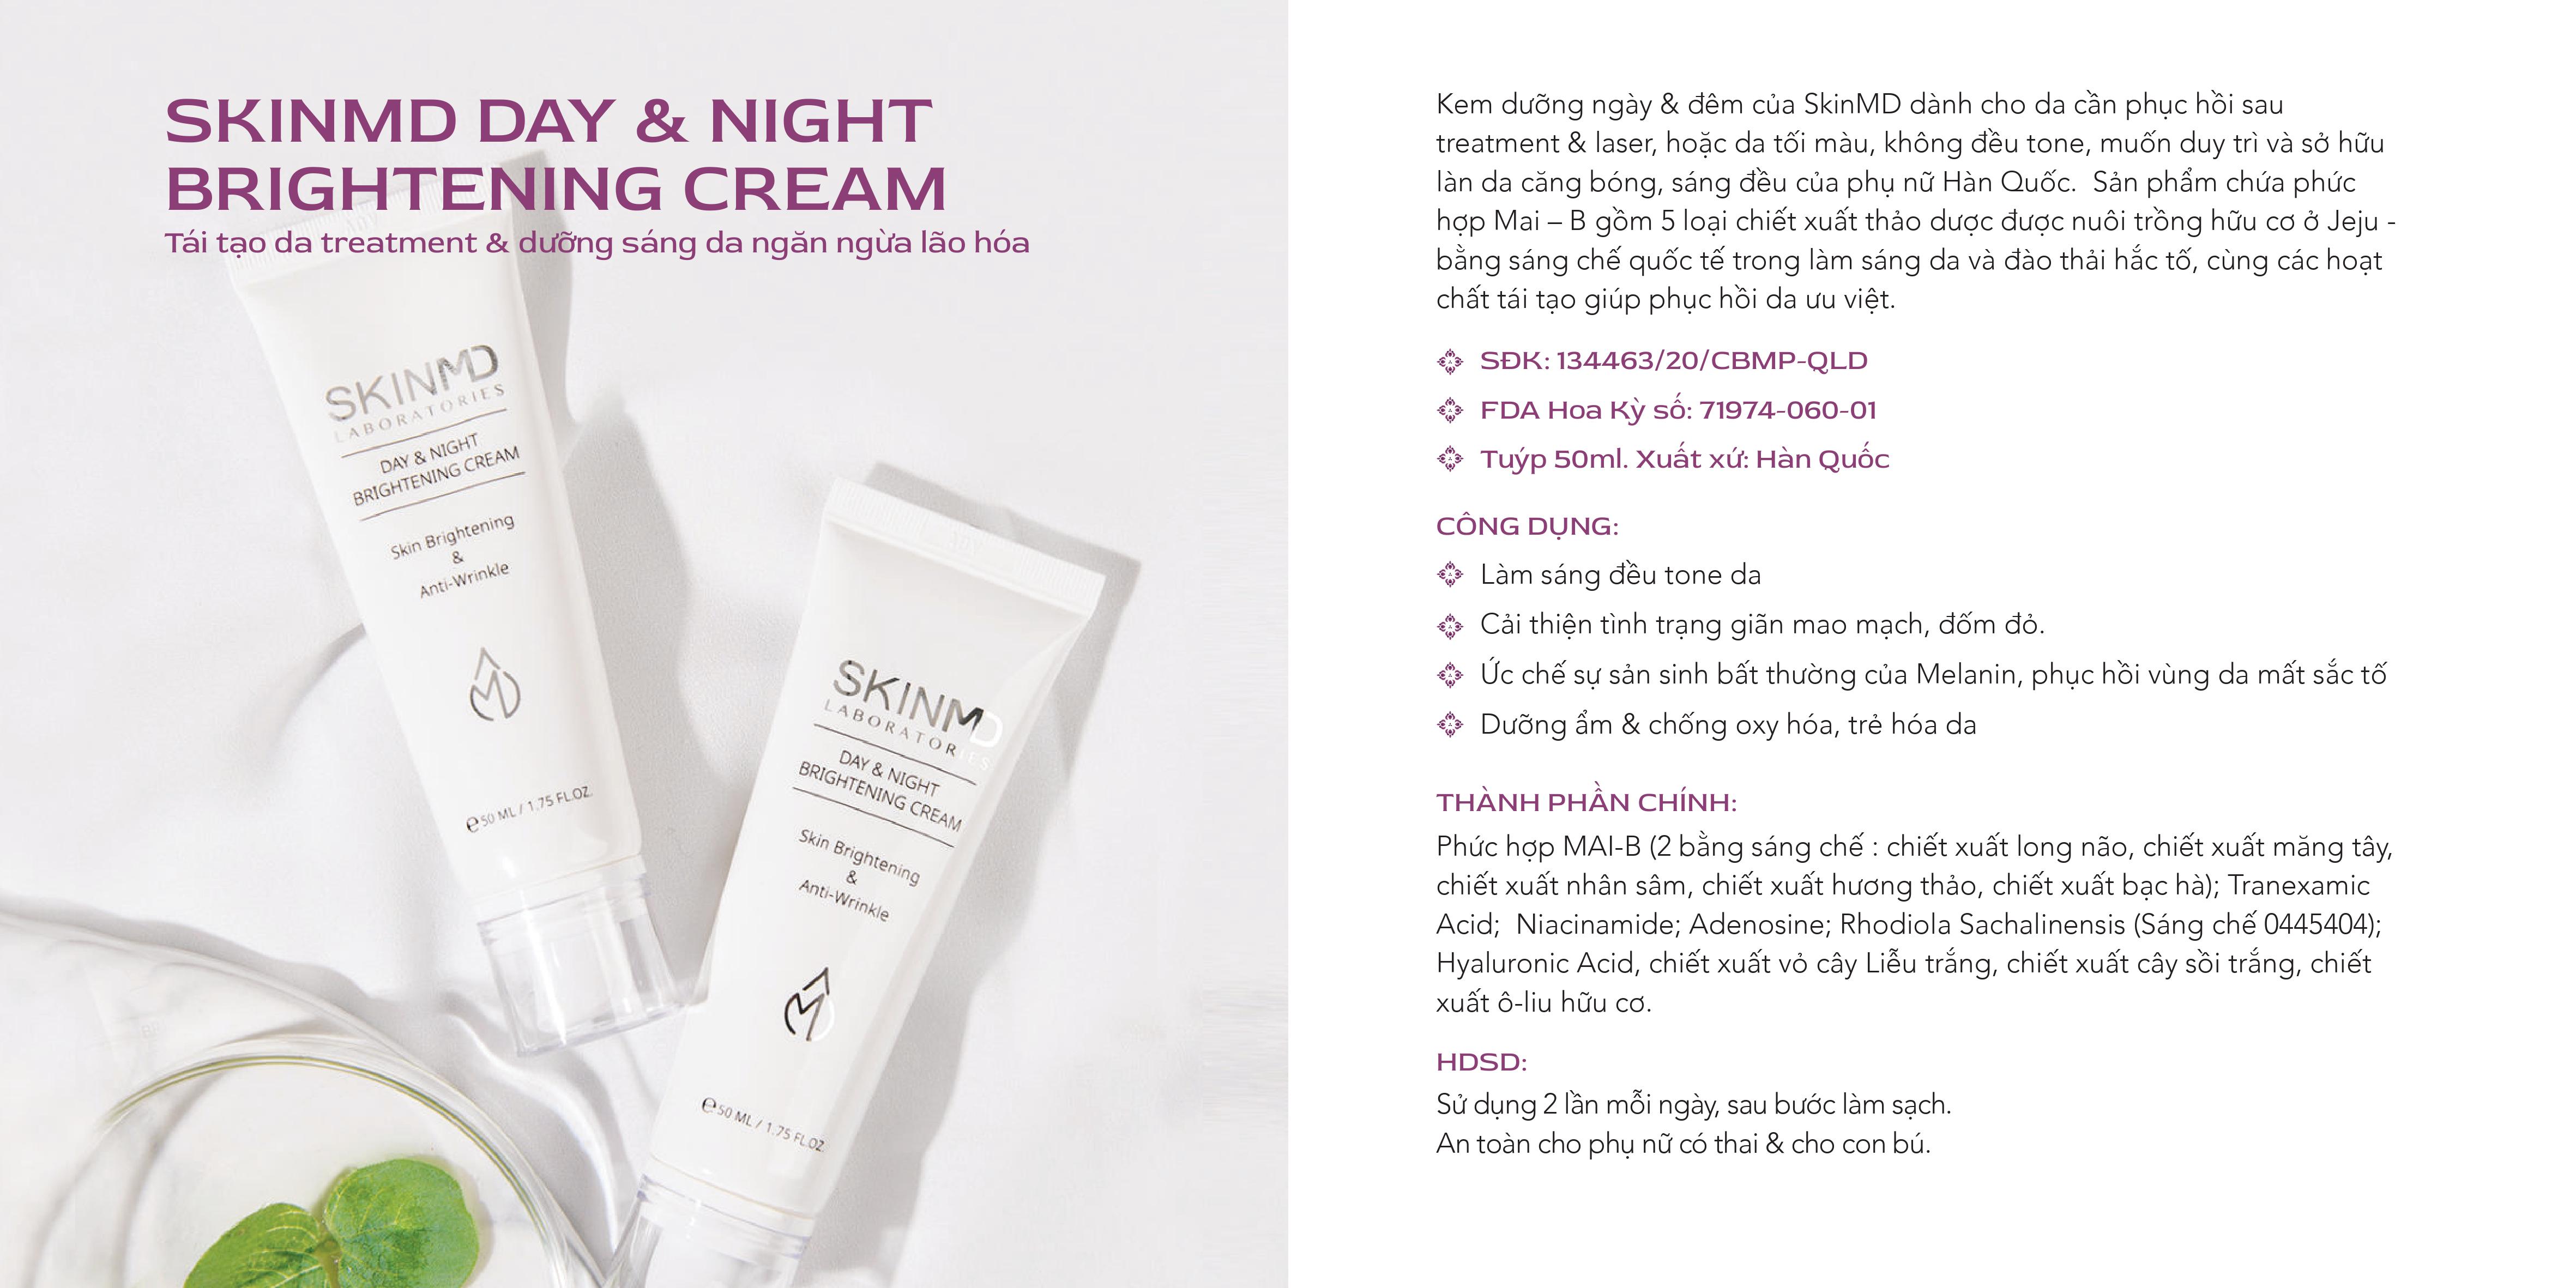 SKINMD DAY & NIGHT
BRIGHTENING CREAM
Tái tạo da treatment & dưỡng sáng da ngăn ngừa lão hóa
SKINMD
LABORATORIES
DAY & NIGHT
BRIGHTENING CREAM
Skin Brightening
&
Anti-Wrinkle
MD
℮ 50 ML / 1.75 FL.OZ.
SKINMD
LABORATORIES
DAY & NIGHT
BRIGHTENING CREAM
Skin Brightening
&
Anti-Wrinkle
MD
℮ 50 ML / 1.75 FL.OZ.
Kem dưỡng ngày & đêm của SkinMD dành cho da cần phục hồi sau
treatment & laser, hoặc da tối màu, không đều tone, muốn duy trì và sở hữu
làn da căng bóng, sáng đều của phụ nữ Hàn Quốc.  Sản phẩm chứa phức
hợp Mai – B gồm 5 loại chiết xuất thảo dược được nuôi trồng hữu cơ ở Jeju -
bằng sáng chế quốc tế trong làm sáng da và đào thải hắc tố, cùng các hoạt
chất tái tạo giúp phục hồi da ưu việt.
SĐK: 134463/20/CBMP-QLD
FDA Hoa Kỳ số: 71974-060-01
Tuýp 50ml. Xuất xứ: Hàn Quốc
CÔNG DỤNG:
Làm sáng đều tone da
Cải thiện tình trạng giãn mao mạch, đốm đỏ.
Ức chế sự sản sinh bất thường của Melanin, phục hồi vùng da mất sắc tố
Dưỡng ẩm & chống oxy hóa, trẻ hóa da
THÀNH PHẦN CHÍNH:
Phức hợp MAI-B (2 bằng sáng chế : chiết xuất long não, chiết xuất măng tây,
chiết xuất nhân sâm, chiết xuất hương thảo, chiết xuất bạc hà); Tranexamic
Acid;  Niacinamide; Adenosine; Rhodiola Sachalinensis (Sáng chế 0445404);
Hyaluronic Acid, chiết xuất vỏ cây Liễu trắng, chiết xuất cây sồi trắng, chiết
xuất ô-liu hữu cơ.
HDSD:
Sử dụng 2 lần mỗi ngày, sau bước làm sạch.
An toàn cho phụ nữ có thai & cho con bú.